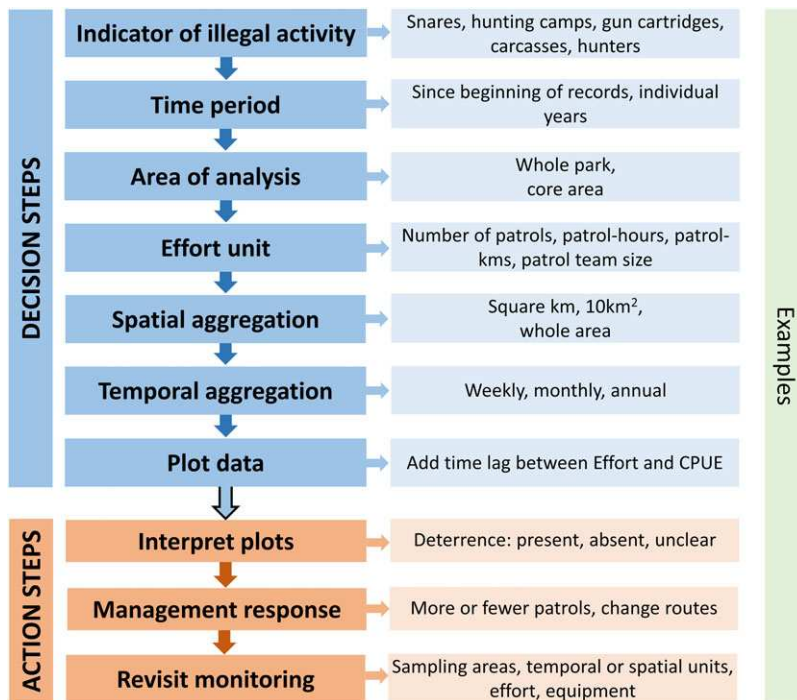 DECISION STEPS
Indicator of illegal activity
Snares, hunting camps, gun cartridges,
carcasses, hunters
Time period
Since beginning of records, individual
years
Area of analysis
Whole park,
core area
Effort unit
Number of patrols, patrol-hours, patrol-
kms, patrol team size
Spatial aggregation
Square km, 10km²,
whole area
Temporal aggregation
Weekly, monthly, annual
Plot data
Add time lag between Effort and CPUE
ACTION STEPS
Interpret plots
Deterrence: present, absent, unclear
Management response
More or fewer patrols, change routes
Revisit monitoring
Sampling areas, temporal or spatial units,
effort, equipment
Examples